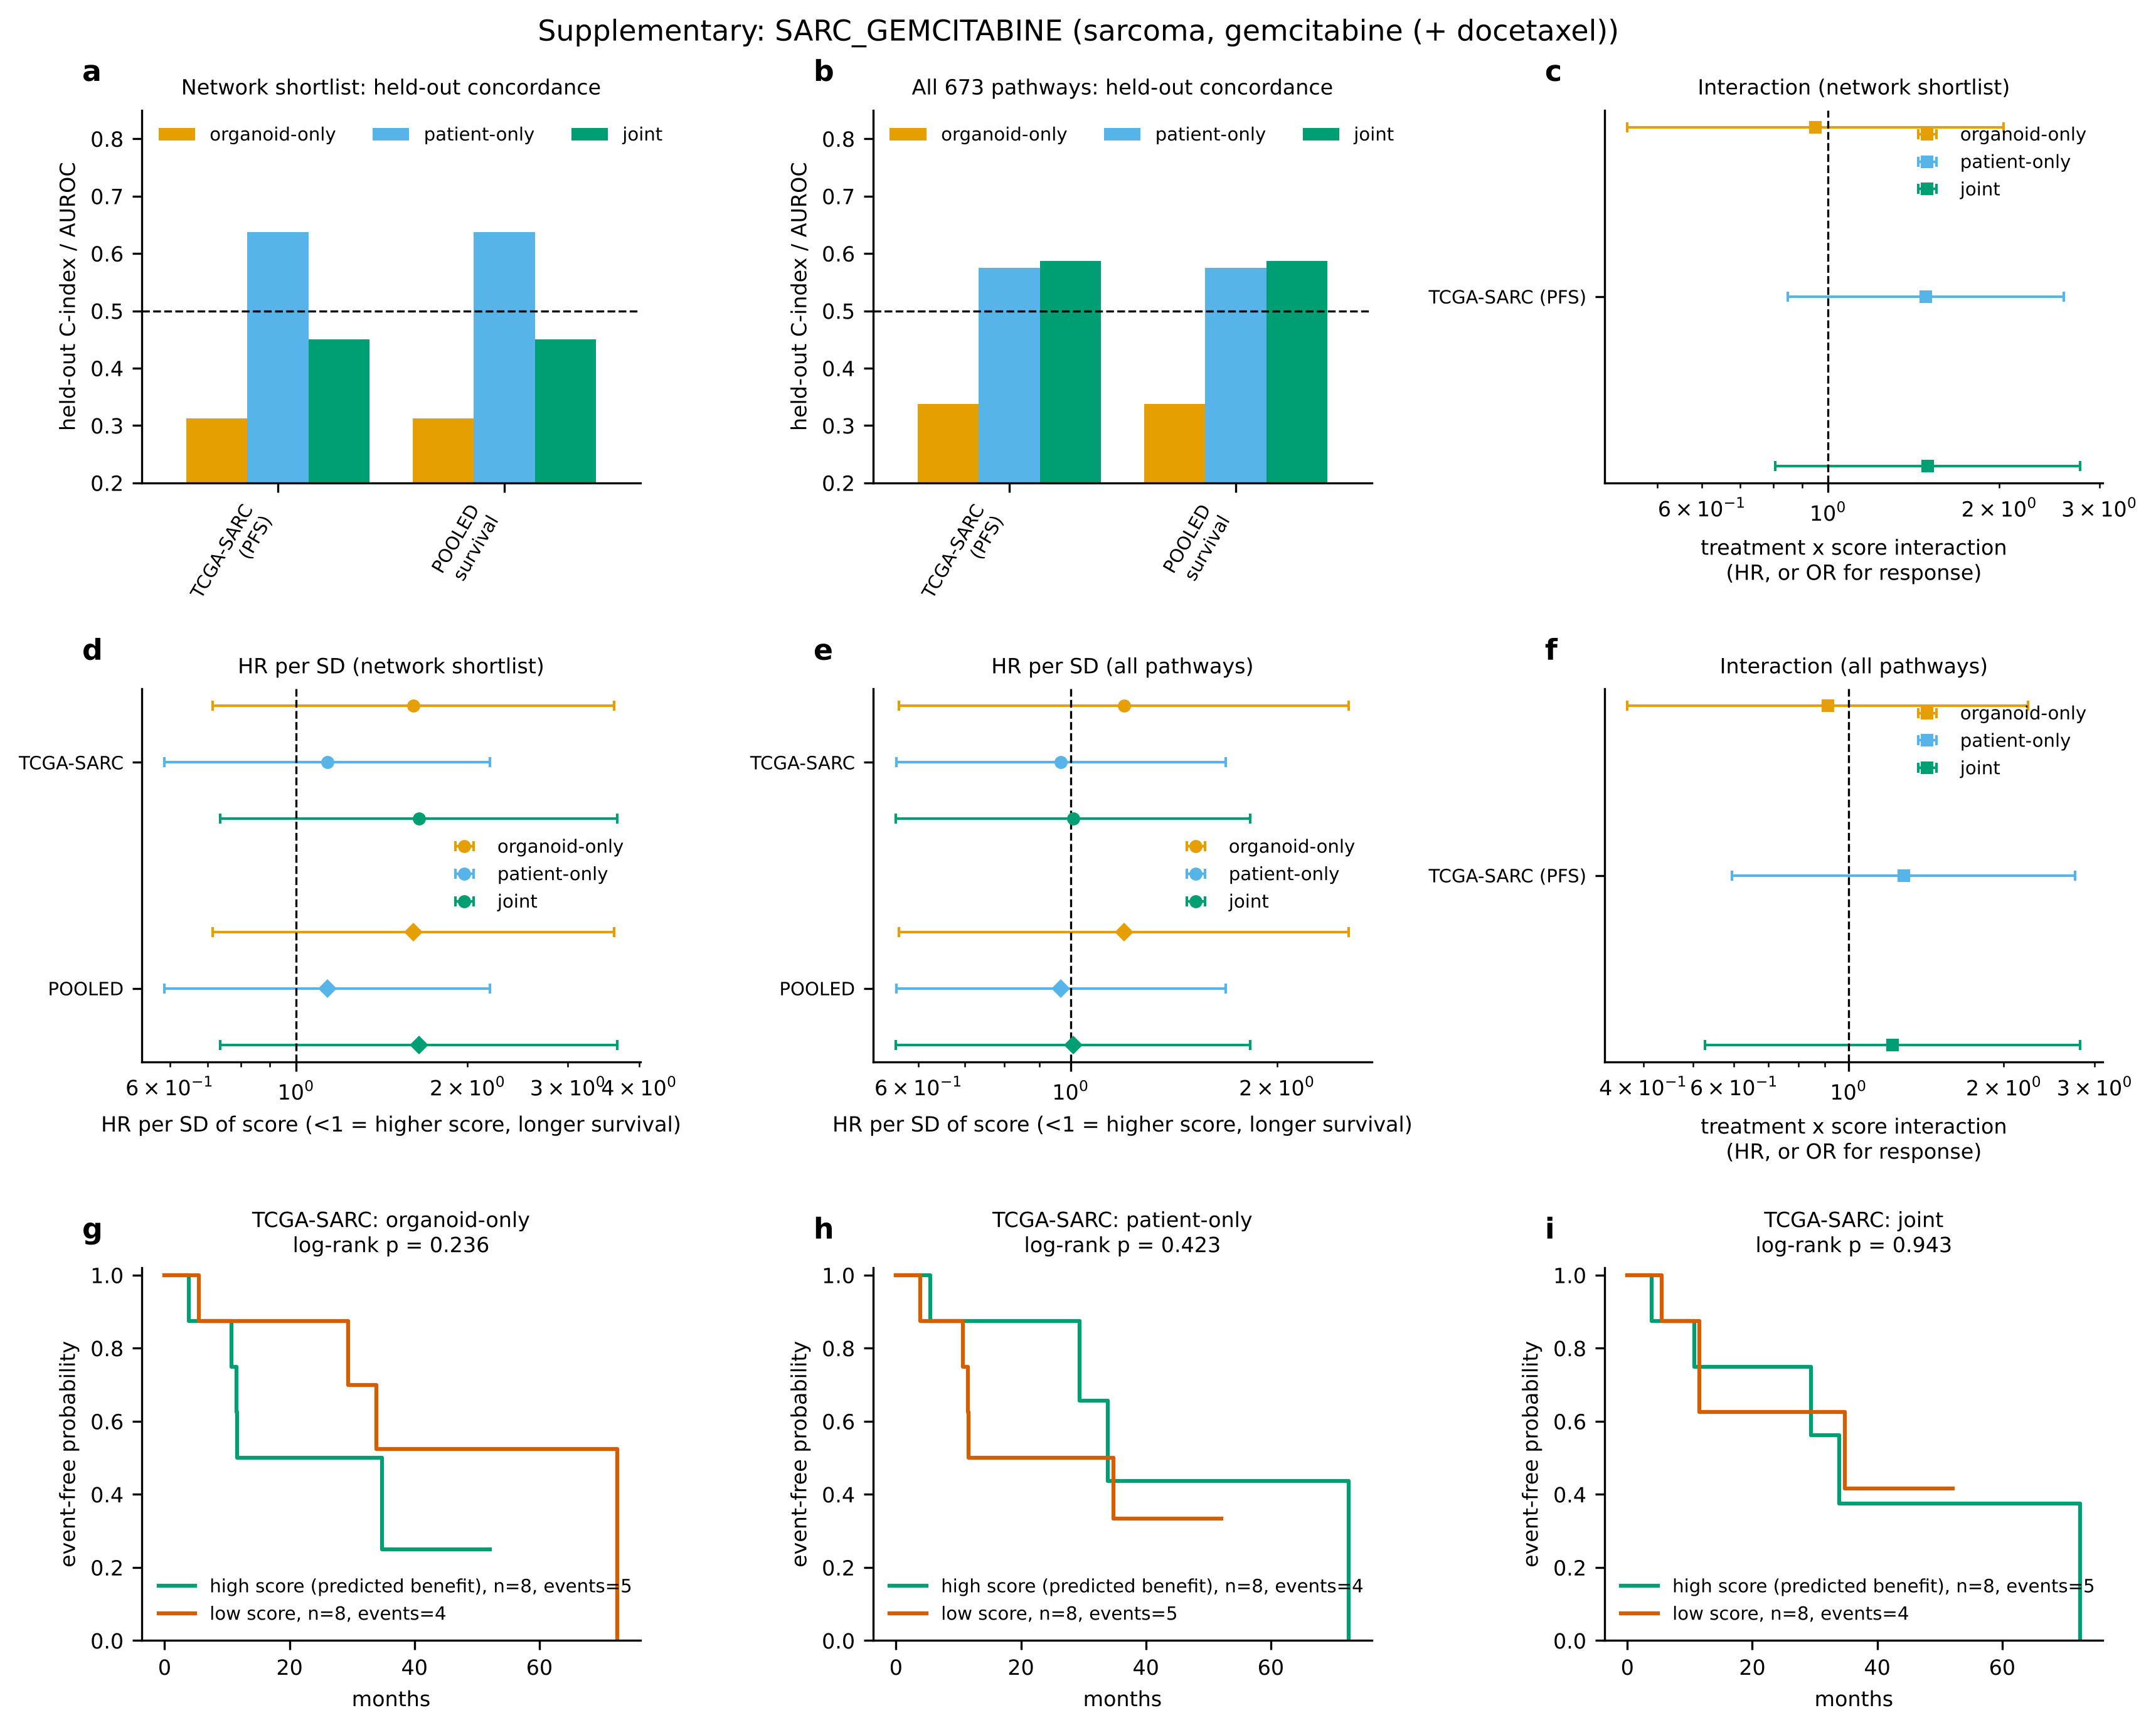 Supplementary: SARC_GEMCITABINE (sarcoma, gemcitabine (+ docetaxel))
a
Network shortlist: held-out concordance
organoid-only
patient-only
joint
held-out C-index / AUROC
0.8
0.7
0.6
0.5
0.4
0.3
0.2
TCGA-SARC
(PFS)
POOLED
survival
b
All 673 pathways: held-out concordance
organoid-only
patient-only
joint
held-out C-index / AUROC
0.8
0.7
0.6
0.5
0.4
0.3
0.2
TCGA-SARC
(PFS)
POOLED
survival
c
Interaction (network shortlist)
organoid-only
patient-only
joint
TCGA-SARC (PFS)
6 × 10⁻¹
10⁰
2 × 10⁰
3 × 10⁰
treatment x score interaction
(HR, or OR for response)
d
HR per SD (network shortlist)
TCGA-SARC
organoid-only
patient-only
joint
POOLED
6 × 10⁻¹
10⁰
2 × 10⁰
3 × 10⁰
4 × 10⁰
HR per SD of score (<1 = higher score, longer survival)
e
HR per SD (all pathways)
TCGA-SARC
organoid-only
patient-only
joint
POOLED
6 × 10⁻¹
10⁰
2 × 10⁰
HR per SD of score (<1 = higher score, longer survival)
f
Interaction (all pathways)
organoid-only
patient-only
joint
TCGA-SARC (PFS)
4 × 10⁻¹
6 × 10⁻¹
10⁰
2 × 10⁰
3 × 10⁰
treatment x score interaction
(HR, or OR for response)
g
TCGA-SARC: organoid-only
log-rank p = 0.236
event-free probability
1.0
0.8
0.6
0.4
0.2
0.0
high score (predicted benefit), n=8, events=5
low score, n=8, events=4
0
20
40
60
months
h
TCGA-SARC: patient-only
log-rank p = 0.423
event-free probability
1.0
0.8
0.6
0.4
0.2
0.0
high score (predicted benefit), n=8, events=4
low score, n=8, events=5
0
20
40
60
months
i
TCGA-SARC: joint
log-rank p = 0.943
event-free probability
1.0
0.8
0.6
0.4
0.2
0.0
high score (predicted benefit), n=8, events=5
low score, n=8, events=4
0
20
40
60
months